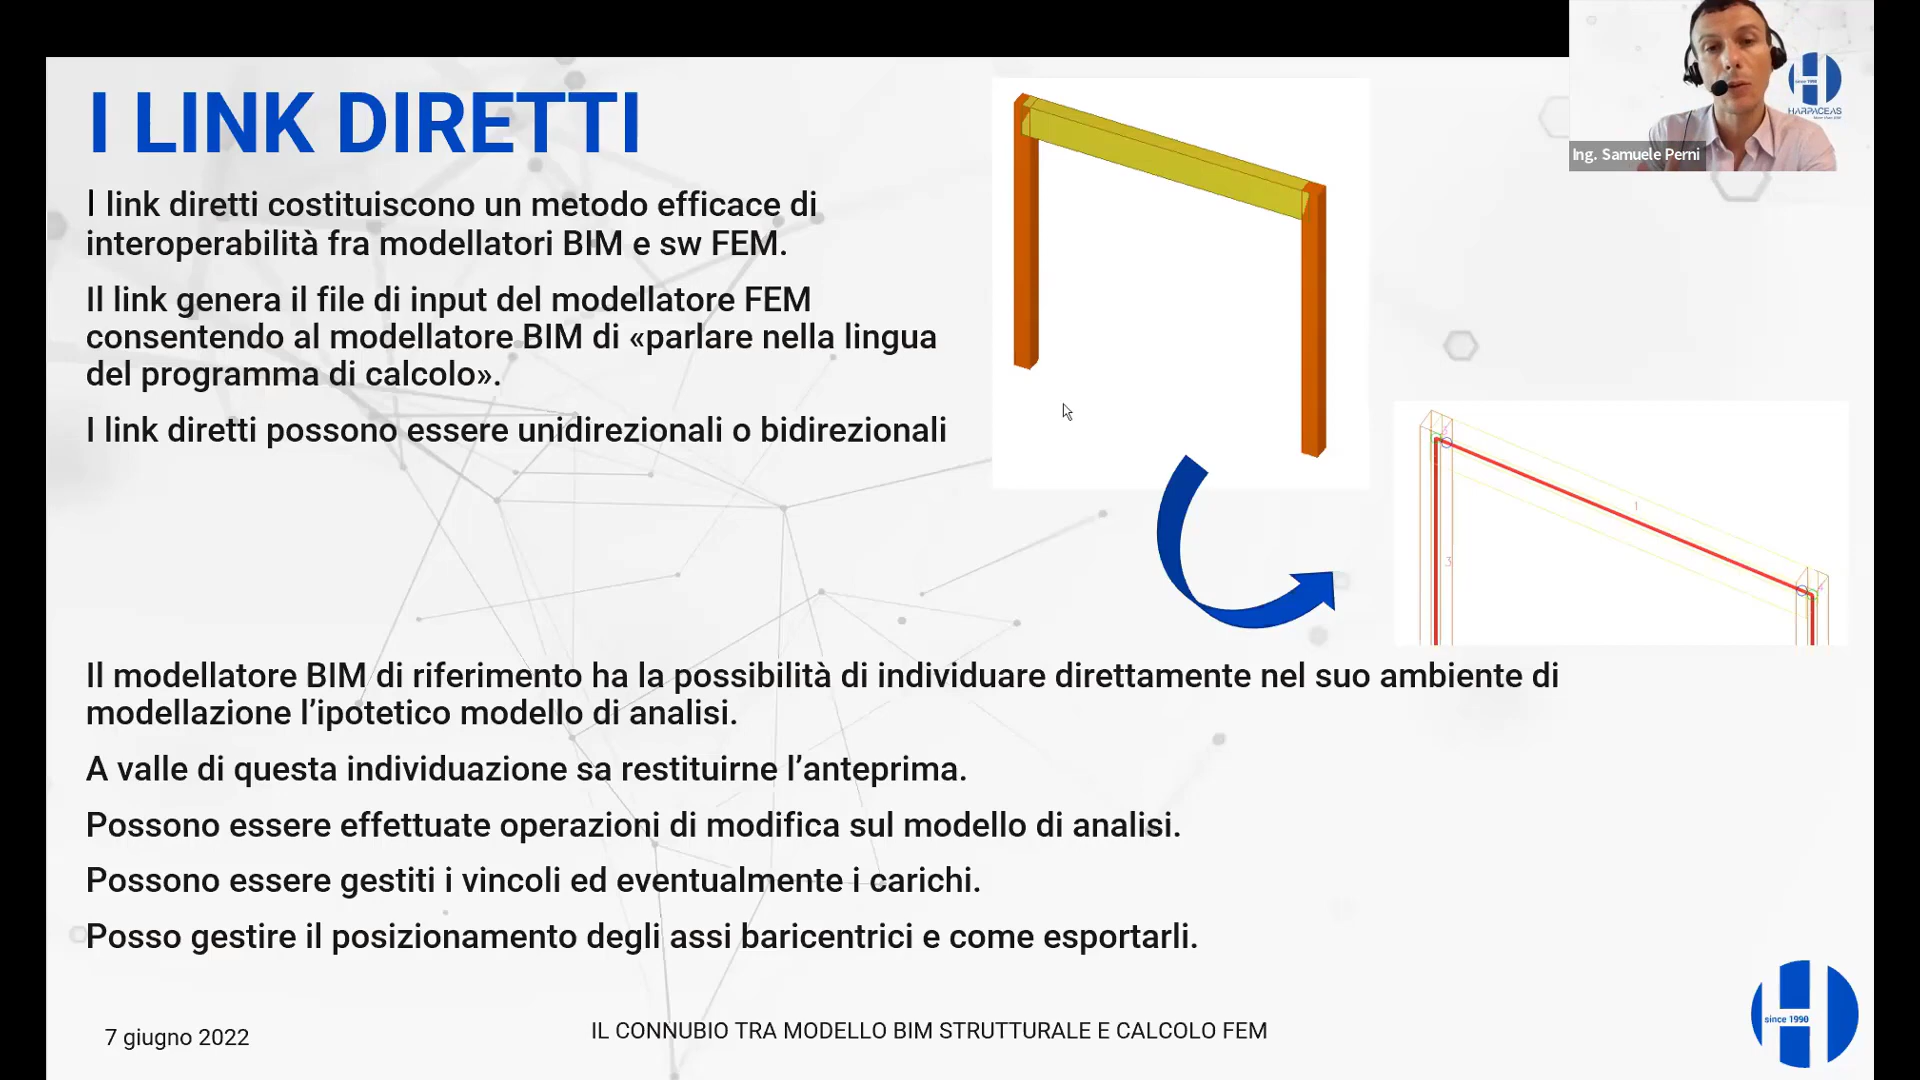 I LINK DIRETTI
I link diretti costituiscono un metodo efficace di
interoperabilità fra modellatori BIM e sw FEM.
Il link genera il file di input del modellatore FEM
consentendo al modellatore BIM di «parlare nella lingua
del programma di calcolo».
I link diretti possono essere unidirezionali o bidirezionali
since 1990
HARPACEAS
Ing. Samuele Perni
1
3
Il modellatore BIM di riferimento ha la possibilità di individuare direttamente nel suo ambiente di
modellazione l’ipotetico modello di analisi.
A valle di questa individuazione sa restituirne l’anteprima.
Possono essere effettuate operazioni di modifica sul modello di analisi.
Possono essere gestiti i vincoli ed eventualmente i carichi.
Posso gestire il posizionamento degli assi baricentrici e come esportarli.
7 giugno 2022
IL CONNUBIO TRA MODELLO BIM STRUTTURALE E CALCOLO FEM
since 1990